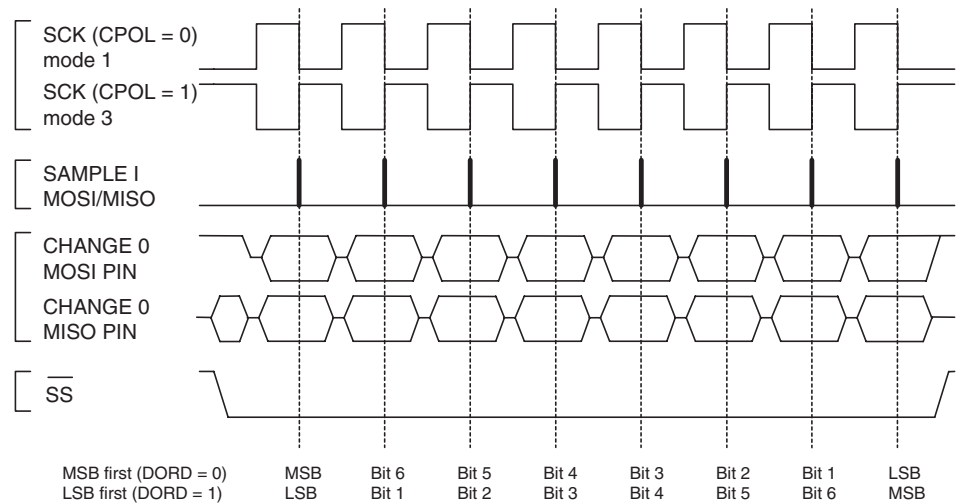 SCK (CPOL = 0)
mode 1
SCK (CPOL = 1)
mode 3
SAMPLE I
MOSI/MISO
CHANGE 0
MOSI PIN
CHANGE 0
MISO PIN
SS
MSB first (DORD = 0) MSB Bit 6 Bit 5 Bit 4 Bit 3 Bit 2 Bit 1 LSB
LSB first (DORD = 1) LSB Bit 1 Bit 2 Bit 3 Bit 4 Bit 5 Bit 6 MSB